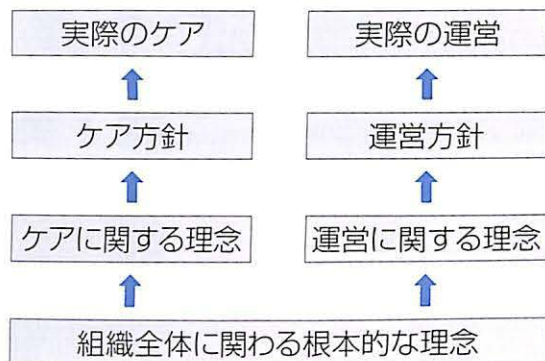 実際のケア
実際の運営
ケア方針
運営方針
ケアに関する理念
運営に関する理念
組織全体に関わる根本的な理念